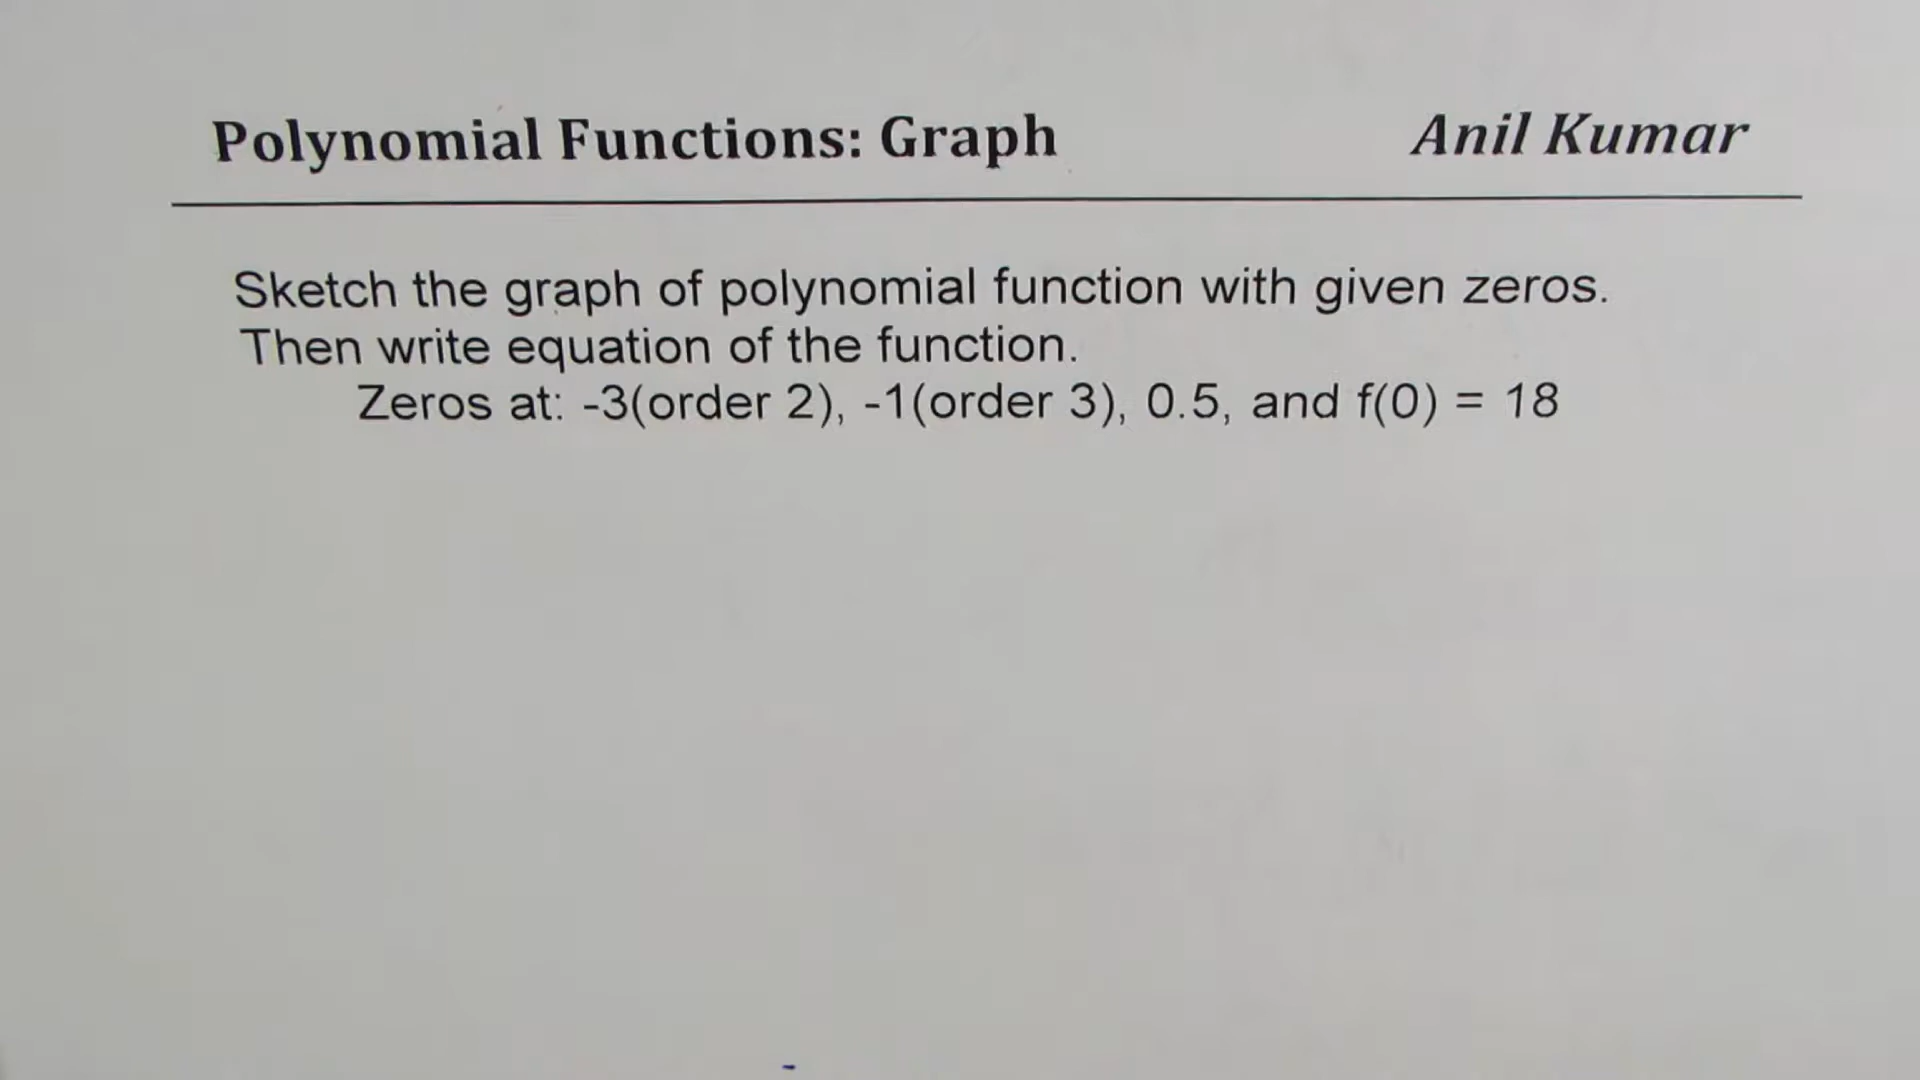 Polynomial Functions: Graph Anil Kumar
Sketch the graph of polynomial function with given zeros.
Then write equation of the function.
Zeros at: -3(order 2), -1(order 3), 0.5, and f(0) = 18